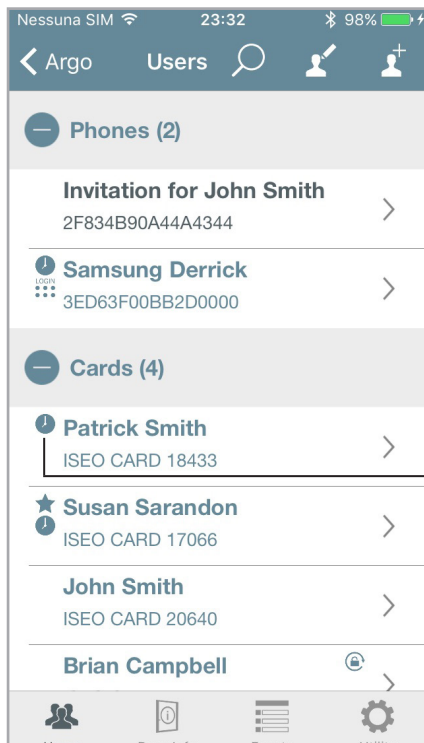 Nessuna SIM 23:32 98%
Argo Users
Phones (2)
Invitation for John Smith
2F834B90A44A4344
Samsung Derrick
LOGIN
3ED63F00BB2D0000
Cards (4)
Patrick Smith
ISEO CARD 18433
Susan Sarandon
ISEO CARD 17066
John Smith
ISEO CARD 20640
Brian Campbell